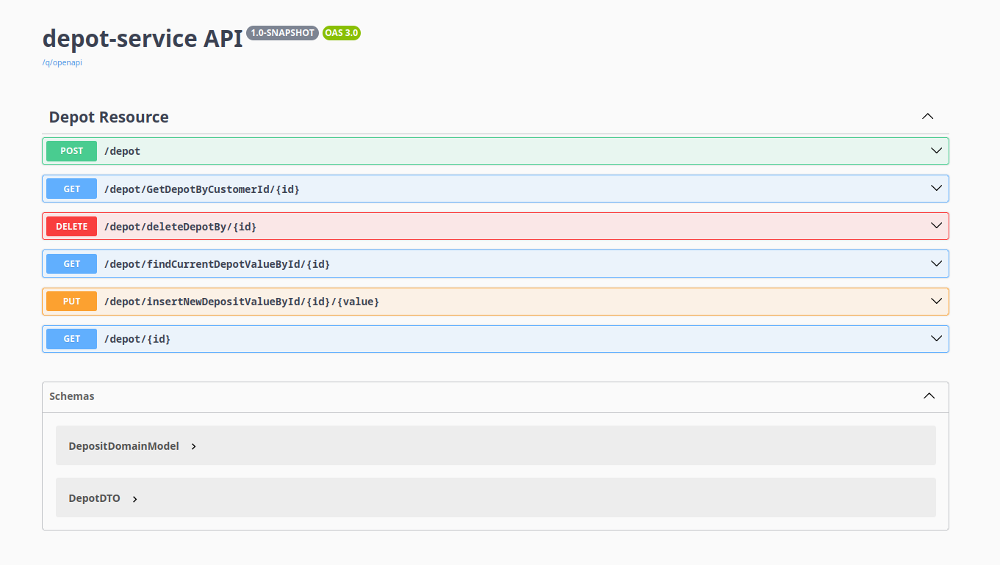 depot-service API 1.0-SNAPSHOT OAS 3.0
/q/openapi
Depot Resource
POST /depot
GET /depot/GetDepotByCustomerId/{id}
DELETE /depot/deleteDepotBy/{id}
GET /depot/findCurrentDepotValueById/{id}
PUT /depot/insertNewDepositValueById/{id}/{value}
GET /depot/{id}
Schemas
DepositDomainModel
DepotDTO